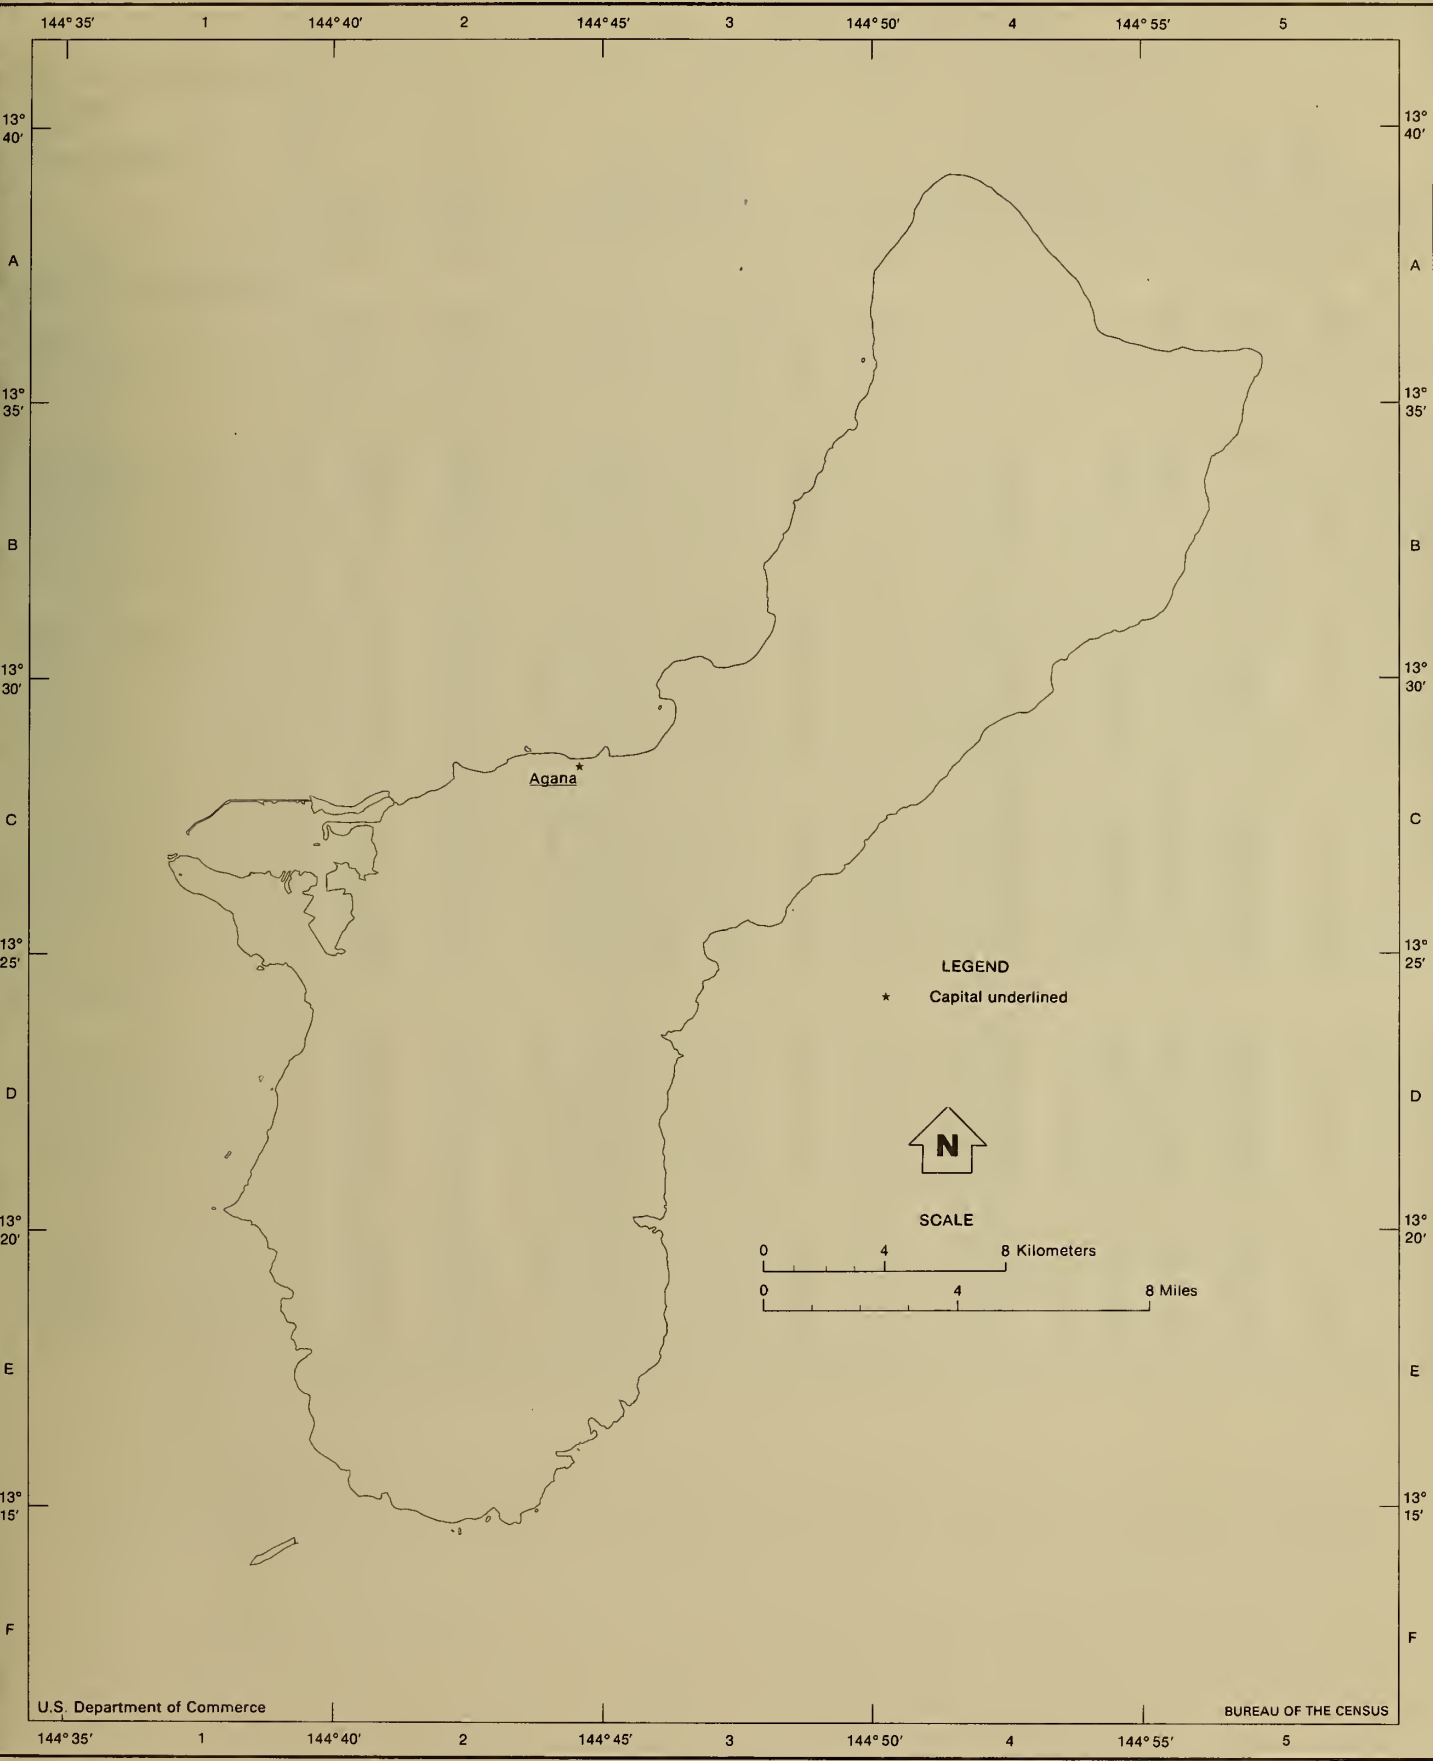 144°35' 1 144°40' 2 144°45' 3 144°50' 4 144°55' 5
13° 13°
40' 40'
A A
13° 13°
35' 35'
B B
13° 13°
30' 30'
Agana
C C
13° 13°
25' 25'
LEGEND
★ Capital underlined
D D
N
13° 13°
20' 20'
SCALE
0 4 8 Kilometers
0 4 8 Miles
E E
13° 13°
15' 15'
F F
U.S. Department of Commerce BUREAU OF THE CENSUS
144°35' 1 144°40' 2 144°45' 3 144°50' 4 144°55' 5